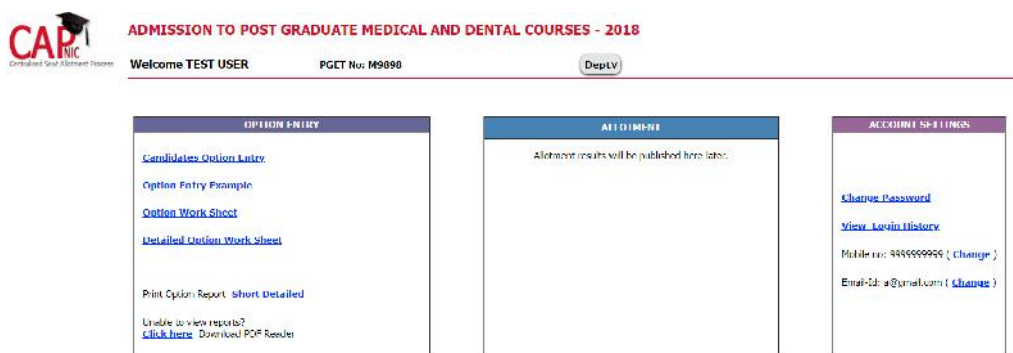 CAP
NIC
Centralised Seat Allotment Process
ADMISSION TO POST GRADUATE MEDICAL AND DENTAL COURSES - 2018
Welcome TEST USER
PGET No: M9898
DeptV
OPTION ENTRY
Candidates Option Entry
Option Entry Example
Option Work Sheet
Detailed Option Work Sheet
Print Option Report Short Detailed
Unable to view reports?
Click here Download PDF Reader
ALLOTMENT
Allotment results will be published here later.
ACCOUNT SETTINGS
Change Password
View Login History
Mobile no: 9999999999 ( Change )
Email-Id: a@gmail.com ( Change )